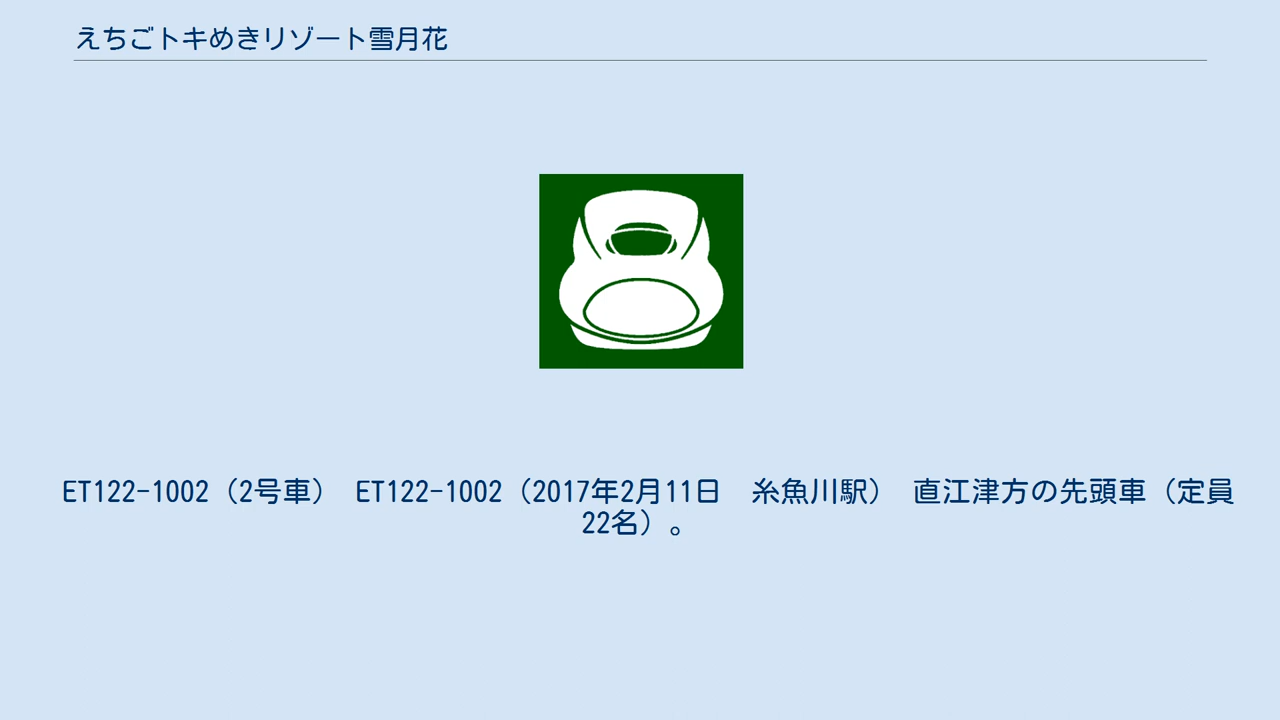 えちごトキめきリゾート雪月花
ET122-1002（2号車）　ET122-1002（2017年2月11日　糸魚川駅）　直江津方の先頭車（定員
22名）。